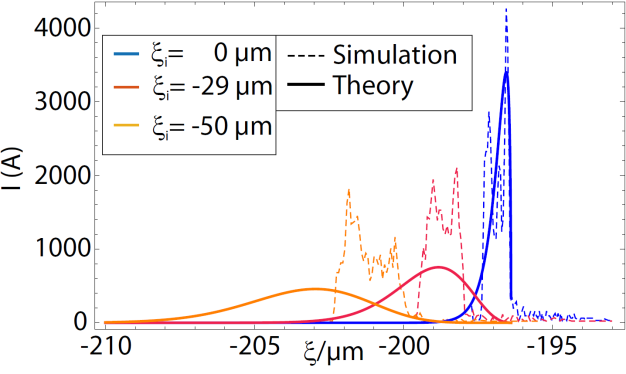 4000
3000
2000
1000
0
I (A)
ξi= 0 μm
ξi= -29 μm
ξi= -50 μm
Simulation
Theory
-210 -205 -200 -195
ξ/μm